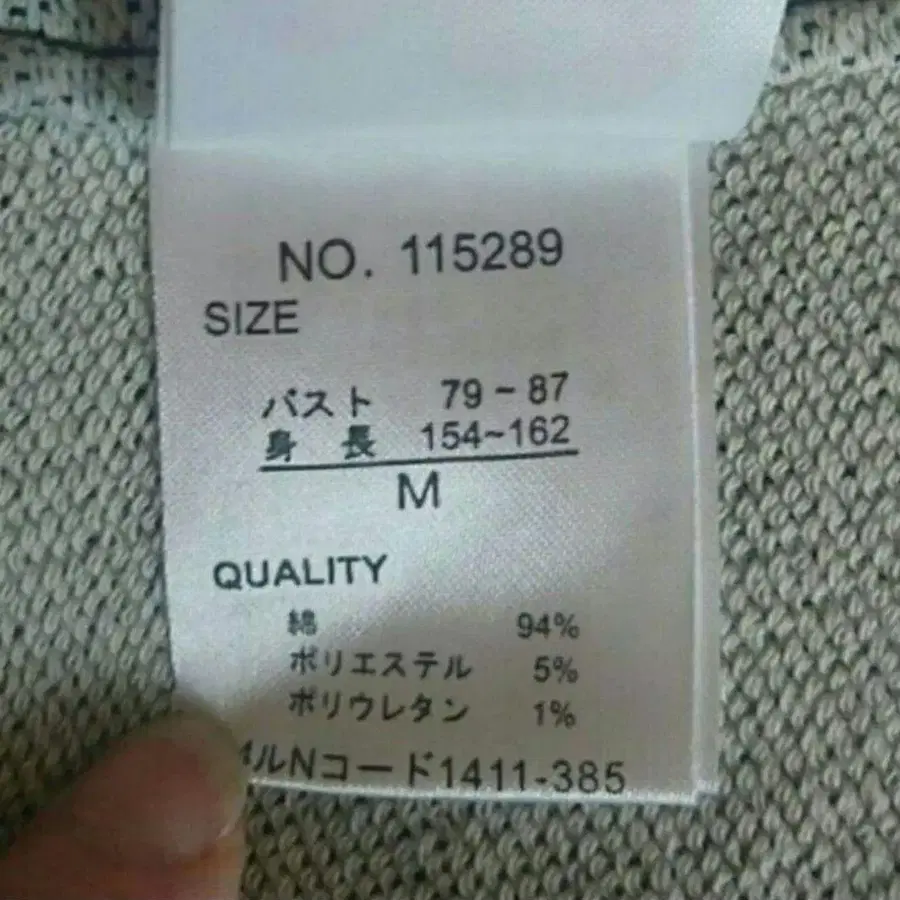 NO. 115289
SIZE
バスト 79-87
身長 154~162
M
QUALITY
綿 94%
ポリエステル 5%
ポリウレタン 1%
ルNコード1411-385